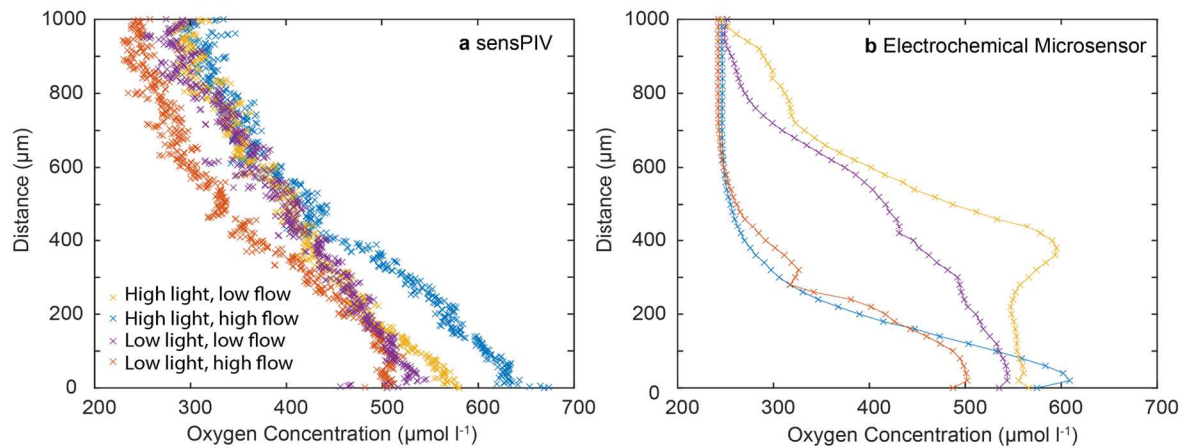 a sensPIV
1000
800
600
400
200
0
Distance (µm)
High light, low flow
High light, high flow
Low light, low flow
Low light, high flow
200 300 400 500 600 700
Oxygen Concentration (µmol l-1)
b Electrochemical Microsensor
1000
800
600
400
200
0
Distance (µm)
200 300 400 500 600 700
Oxygen Concentration (µmol l-1)